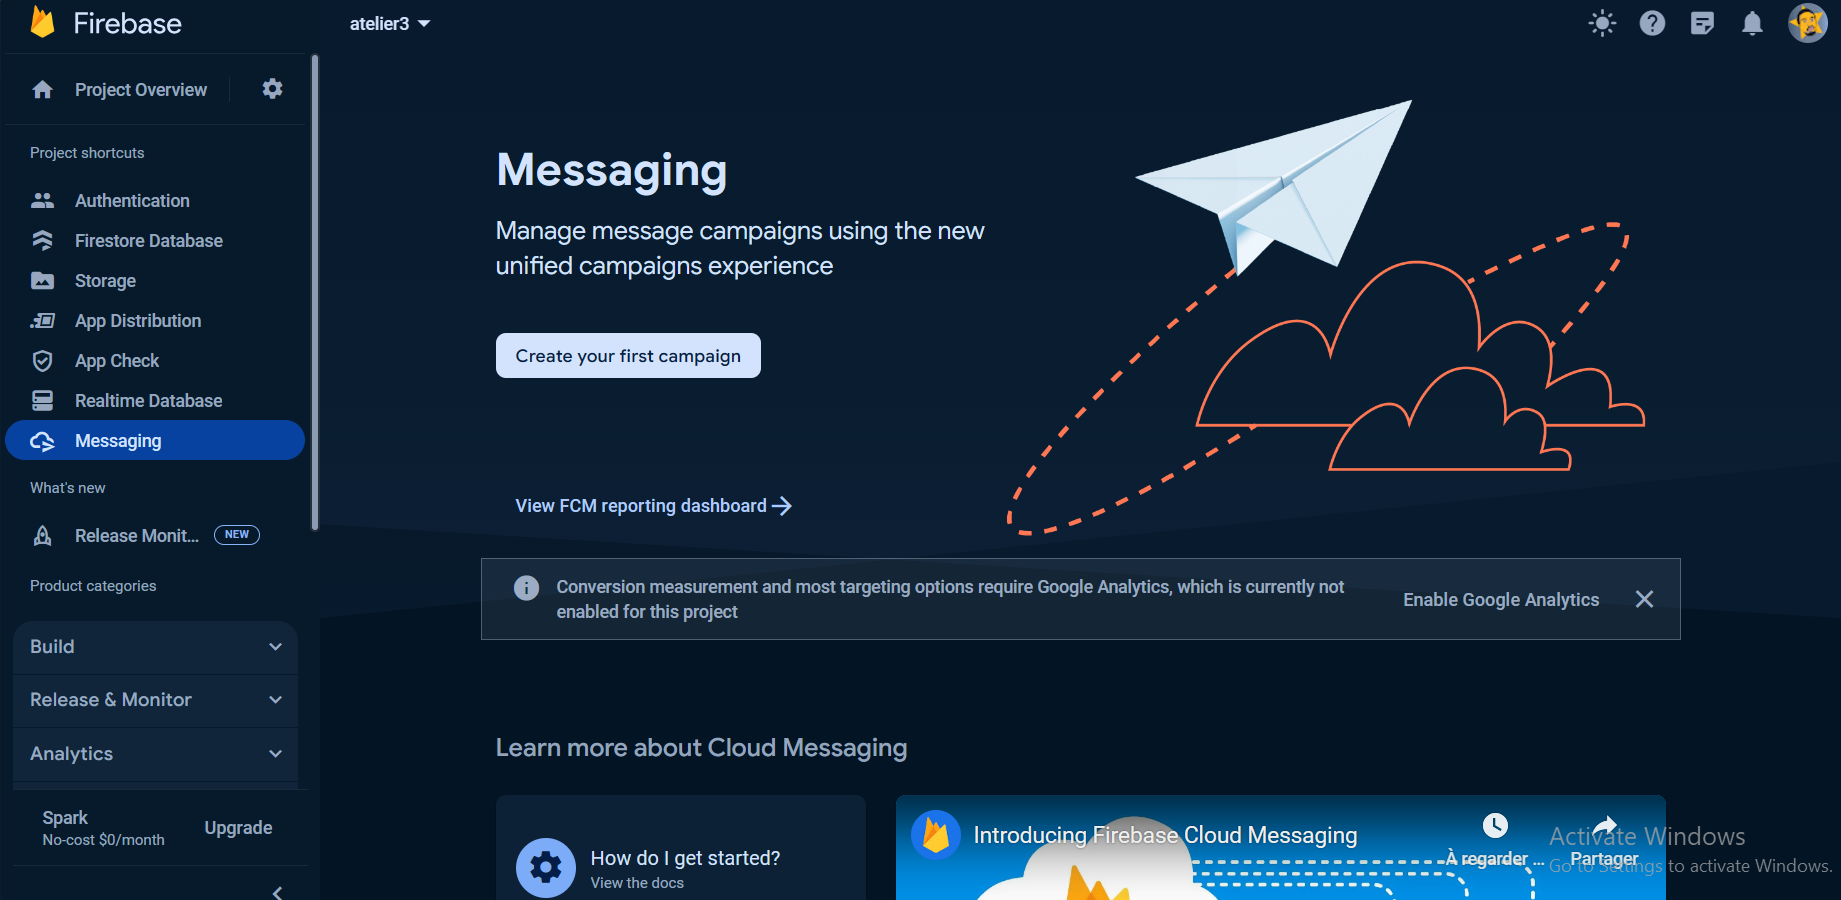 Firebase
atelier3
Project Overview
Project shortcuts
Authentication
Firestore Database
Storage
App Distribution
App Check
Realtime Database
Messaging
What's new
Release Monit... NEW
Product categories
Build
Release & Monitor
Analytics
Spark
No-cost $0/month
Upgrade
Messaging
Manage message campaigns using the new
unified campaigns experience
Create your first campaign
View FCM reporting dashboard
Conversion measurement and most targeting options require Google Analytics, which is currently not
enabled for this project
Enable Google Analytics
Learn more about Cloud Messaging
How do I get started?
View the docs
Introducing Firebase Cloud Messaging
À regarder ...
Partager
Activate Windows
Go to Settings to activate Windows.